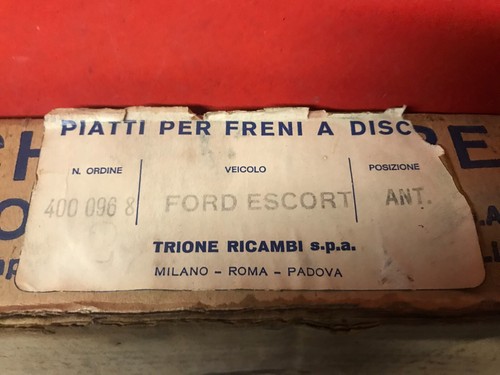 PIATTI PER FRENI A DISC
N. ORDINE VEICOLO POSIZIONE
400 096 8 FORD ESCORT ANT.
TRIONE RICAMBI s.p.a.
MILANO – ROMA – PADOVA